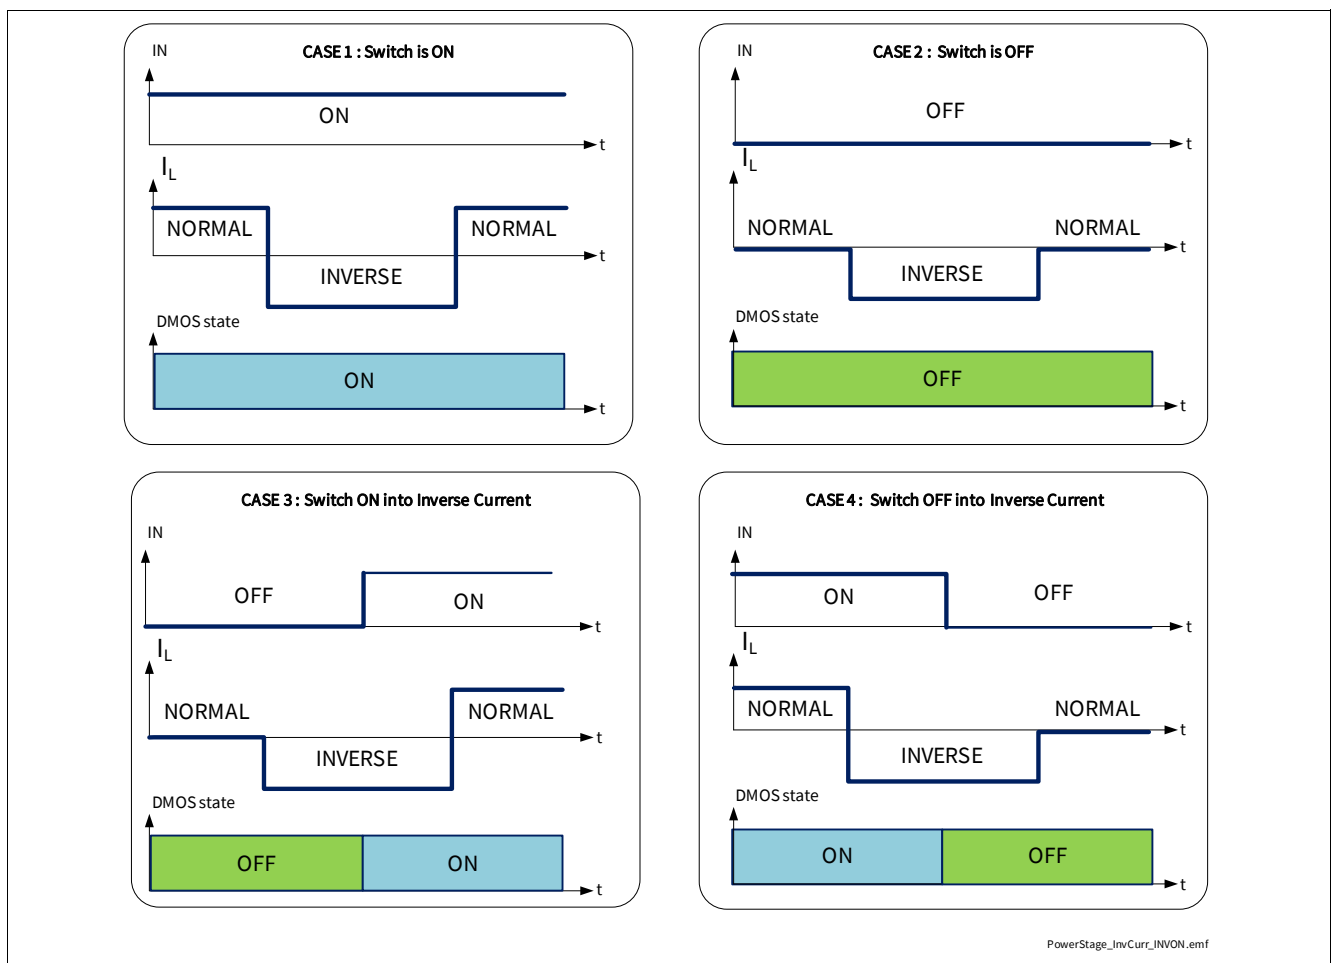 CASE 1 : Switch is ON
IN
ON
t
IL
NORMAL
NORMAL
INVERSE
t
DMOS state
ON
t
CASE 2 : Switch is OFF
IN
OFF
t
IL
NORMAL
NORMAL
INVERSE
t
DMOS state
OFF
t
CASE 3 : Switch ON into Inverse Current
IN
OFF
ON
t
IL
NORMAL
NORMAL
INVERSE
t
DMOS state
OFF
ON
t
CASE 4 : Switch OFF into Inverse Current
IN
ON
OFF
t
IL
NORMAL
NORMAL
INVERSE
t
DMOS state
ON
OFF
t
PowerStage_InvCurr_INVON.emf